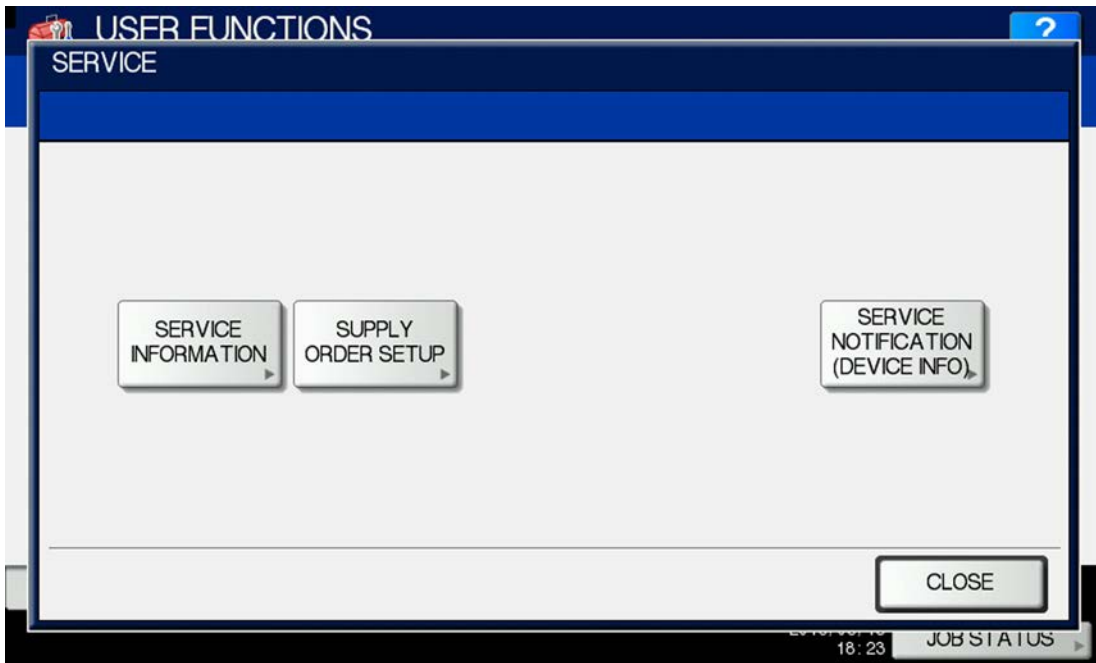 USER FUNCTIONS
?
SERVICE
SERVICE
INFORMATION
SUPPLY
ORDER SETUP
SERVICE
NOTIFICATION
(DEVICE INFO)
CLOSE
18:23
JOB STATUS